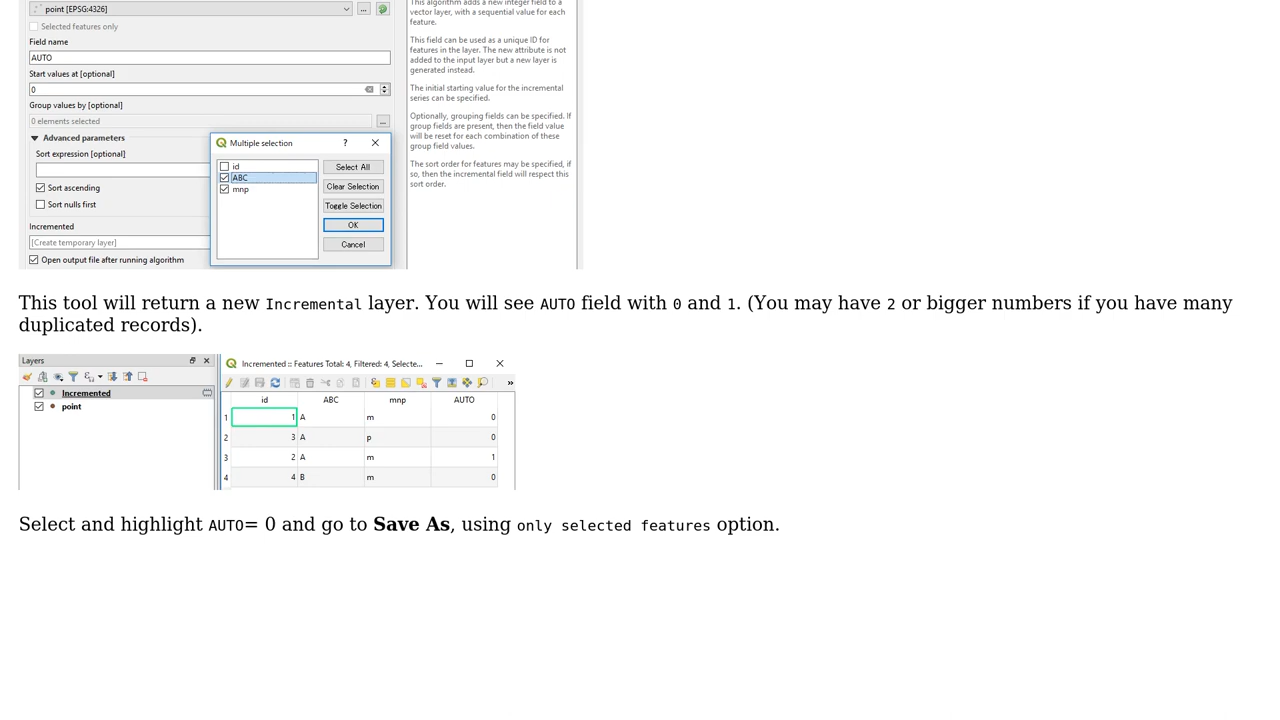 point [EPSG:4326]
...
Selected features only
Field name
AUTO
Start values at [optional]
0
Group values by [optional]
0 elements selected
...
Advanced parameters
Sort expression [optional]
Sort ascending
Sort nulls first
Incremented
[Create temporary layer]
Open output file after running algorithm
Multiple selection
?
id
ABC
mnp
Select All
Clear Selection
Toggle Selection
OK
Cancel
This algorithm adds a new integer field to a
vector layer, with a sequential value for each
feature.
This field can be used as a unique ID for
features in the layer. The new attribute is not
added to the input layer but a new layer is
generated instead.
The initial starting value for the incremental
series can be specified.
Optionally, grouping fields can be specified. If
group fields are present, then the field value
will be reset for each combination of these
group field values.
The sort order for features may be specified, if
so, then the incremental field will respect this
sort order.
This tool will return a new Incremental layer. You will see AUTO field with 0 and 1. (You may have 2 or bigger numbers if you have many
duplicated records).
Layers
Incremented
point
Incremented :: Features Total: 4, Filtered: 4, Selecte...
»
id ABC mnp AUTO
1 1 A m 0
2 3 A p 0
3 2 A m 1
4 4 B m 0
Select and highlight AUTO= 0 and go to Save As, using only selected features option.